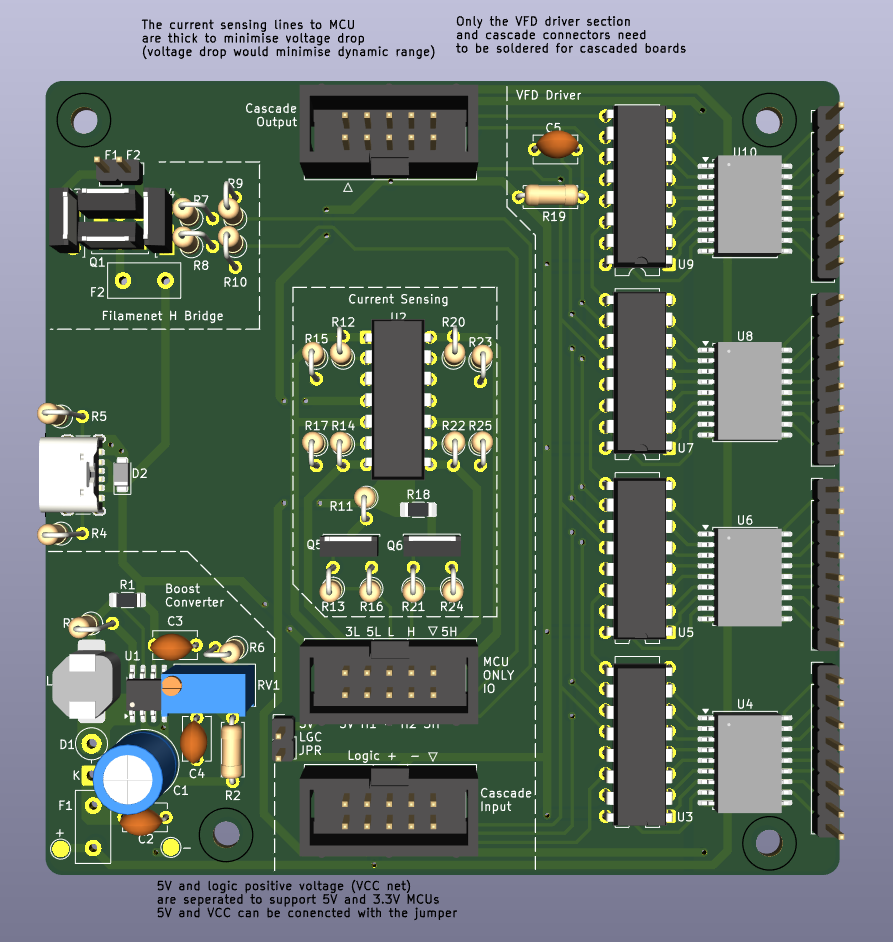 The current sensing lines to MCU
are thick to minimise voltage drop
(voltage drop would minimise dynamic range)
Only the VFD driver section
and cascade connectors need
to be soldered for cascaded boards
Cascade
Output
VFD Driver
C5
R19
U10
U9
F1 F2
R7
R9
R8
R10
Q1
F2
Filamenet H Bridge
Current Sensing
U2
R15
R12
R20
R23
R17
R14
R22
R25
R11
R18
Q5
Q6
R13
R16
R21
R24
U8
U7
U6
U5
U4
U3
R5
D2
R4
R1
Boost
Converter
C3
R6
U1
RV1
D1
K
C1
C4
R2
F1
C2
+
-
3L 5L L H ▽ 5H
MCU
ONLY
IO
LGC
JPR
Logic + - ▽
Cascade
Input
5V and logic positive voltage (VCC net)
are seperated to support 5V and 3.3V MCUs
5V and VCC can be conencted with the jumper